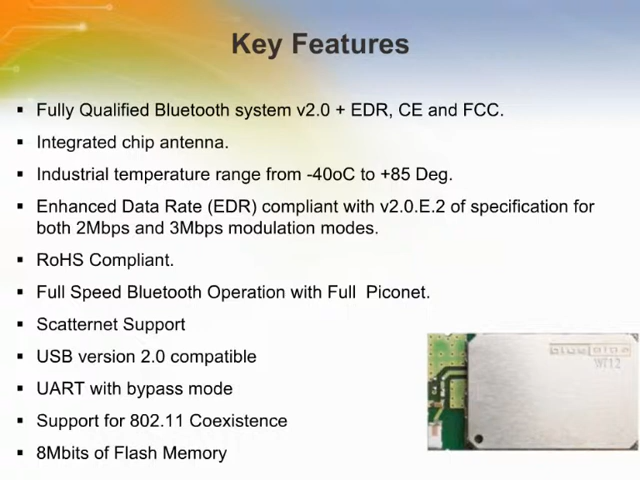 Key Features
▪ Fully Qualified Bluetooth system v2.0 + EDR, CE and FCC.
▪ Integrated chip antenna.
▪ Industrial temperature range from -40oC to +85 Deg.
▪ Enhanced Data Rate (EDR) compliant with v2.0.E.2 of specification for
both 2Mbps and 3Mbps modulation modes.
▪ RoHS Compliant.
▪ Full Speed Bluetooth Operation with Full  Piconet.
▪ Scatternet Support
▪ USB version 2.0 compatible
▪ UART with bypass mode
▪ Support for 802.11 Coexistence
▪ 8Mbits of Flash Memory
bluegiga
WT12